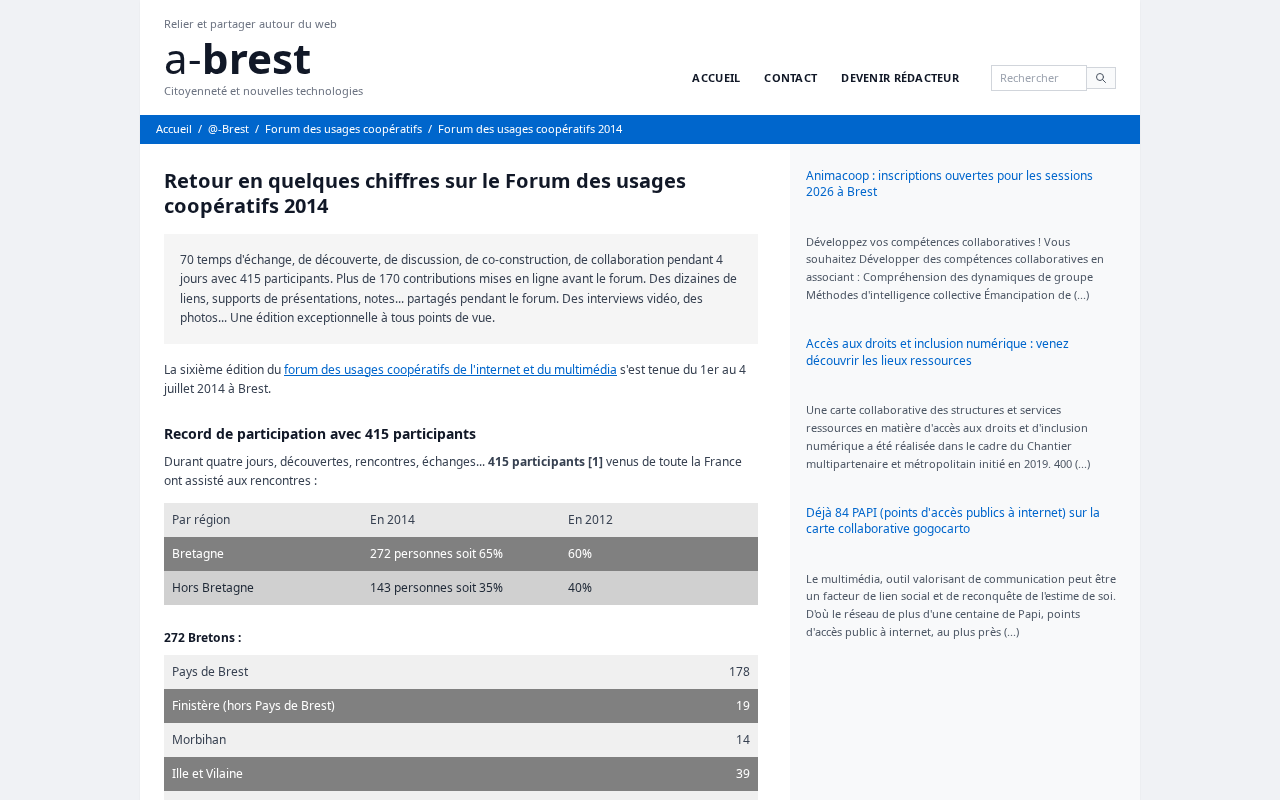 Relier et partager autour du web
a-brest
Citoyenneté et nouvelles technologies
ACCUEIL CONTACT DEVENIR RÉDACTEUR Rechercher
Accueil / @-Brest / Forum des usages coopératifs / Forum des usages coopératifs 2014
Retour en quelques chiffres sur le Forum des usages
coopératifs 2014
70 temps d'échange, de découverte, de discussion, de co-construction, de collaboration pendant 4
jours avec 415 participants. Plus de 170 contributions mises en ligne avant le forum. Des dizaines de
liens, supports de présentations, notes... partagés pendant le forum. Des interviews vidéo, des
photos... Une édition exceptionnelle à tous points de vue.
La sixième édition du forum des usages coopératifs de l'internet et du multimédia s'est tenue du 1er au 4
juillet 2014 à Brest.
Record de participation avec 415 participants
Durant quatre jours, découvertes, rencontres, échanges... 415 participants [1] venus de toute la France
ont assisté aux rencontres :
Par région En 2014 En 2012
Bretagne 272 personnes soit 65% 60%
Hors Bretagne 143 personnes soit 35% 40%
272 Bretons :
Pays de Brest 178
Finistère (hors Pays de Brest) 19
Morbihan 14
Ille et Vilaine 39
Animacoop : inscriptions ouvertes pour les sessions
2026 à Brest
Développez vos compétences collaboratives ! Vous
souhaitez Développer des compétences collaboratives en
associant : Compréhension des dynamiques de groupe
Méthodes d'intelligence collective Émancipation de (...)
Accès aux droits et inclusion numérique : venez
découvrir les lieux ressources
Une carte collaborative des structures et services
ressources en matière d'accès aux droits et d'inclusion
numérique a été réalisée dans le cadre du Chantier
multipartenaire et métropolitain initié en 2019. 400 (...)
Déjà 84 PAPI (points d'accès publics à internet) sur la
carte collaborative gogocarto
Le multimédia, outil valorisant de communication peut être
un facteur de lien social et de reconquête de l'estime de soi.
D'où le réseau de plus d'une centaine de Papi, points
d'accès public à internet, au plus près (...)